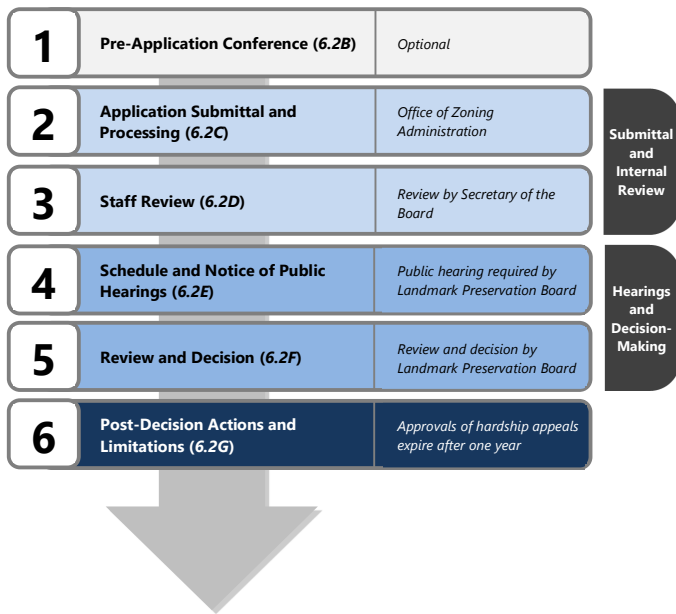 1
Pre-Application Conference (6.2B)
Optional
2
Application Submittal and
Processing (6.2C)
Office of Zoning
Administration
3
Staff Review (6.2D)
Review by Secretary of the
Board
Submittal
and
Internal
Review
4
Schedule and Notice of Public
Hearings (6.2E)
Public hearing required by
Landmark Preservation Board
5
Review and Decision (6.2F)
Review and decision by
Landmark Preservation Board
Hearings
and
Decision-
Making
6
Post-Decision Actions and
Limitations (6.2G)
Approvals of hardship appeals
expire after one year